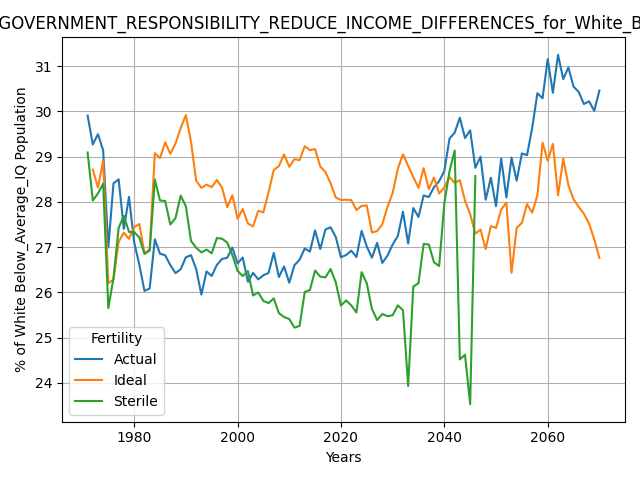 GOVERNMENT_RESPONSIBILITY_REDUCE_INCOME_DIFFERENCES_for_White_B
% of White Below_Average_IQ Population
31
30
29
28
27
26
25
24
Fertility
Actual
Ideal
Sterile
1980
2000
2020
2040
2060
Years